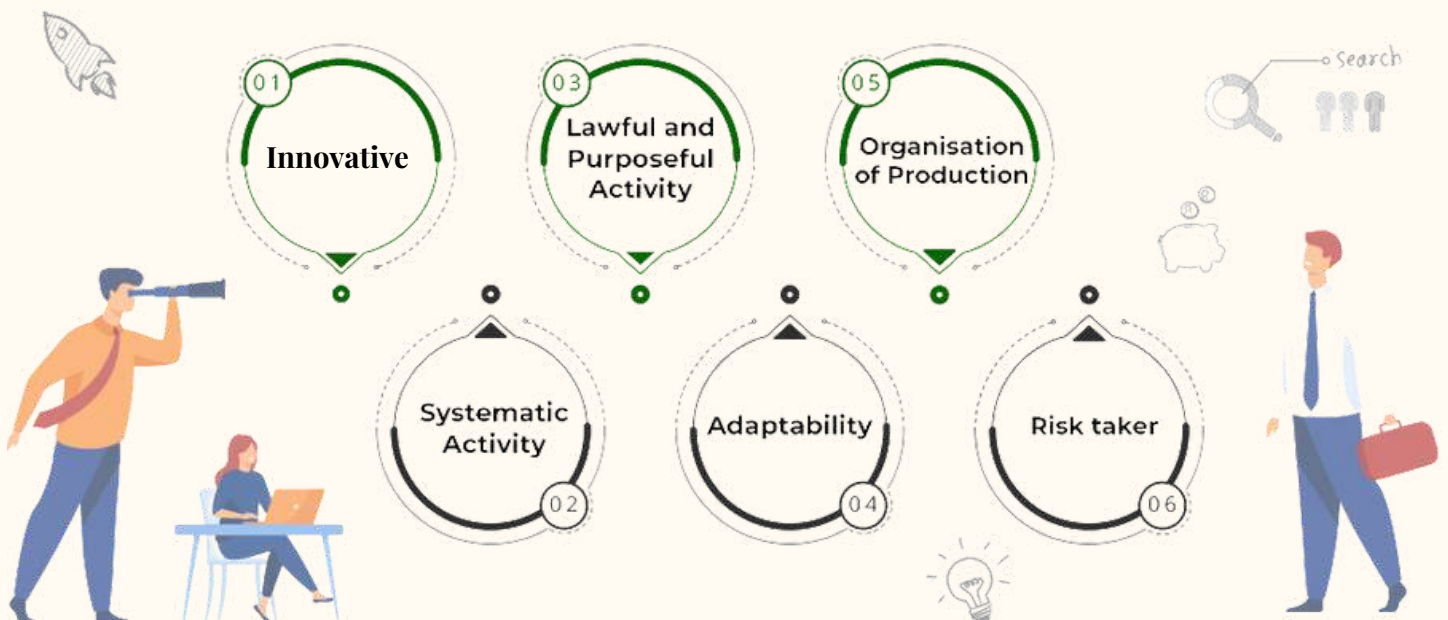 01
Innovative
03
Lawful and
Purposeful
Activity
05
Organisation
of Production
search
Systematic
Activity
02
Adaptability
04
Risk taker
06